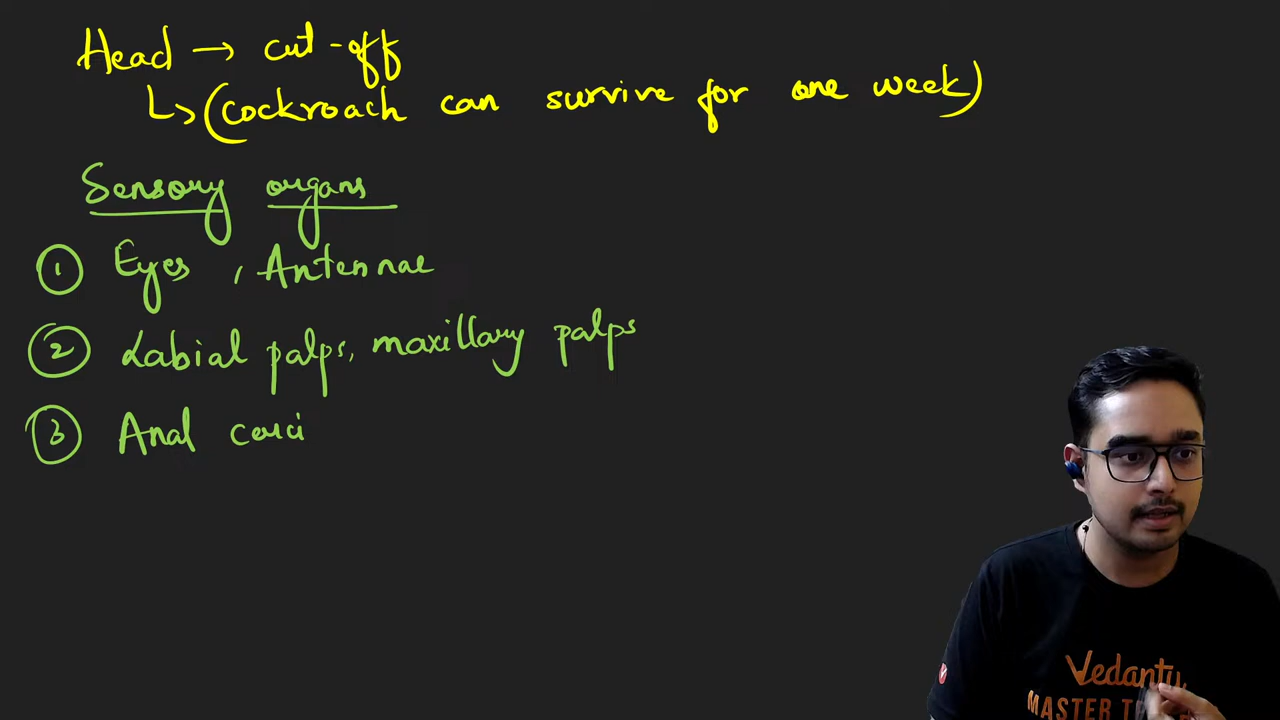 Head → cut-off
↳ (cockroach can survive for one week)
Sensory organs
① Eyes, Antennae
② Labial palps, maxillary palps
③ Anal cerci
Vedantu
MASTER T